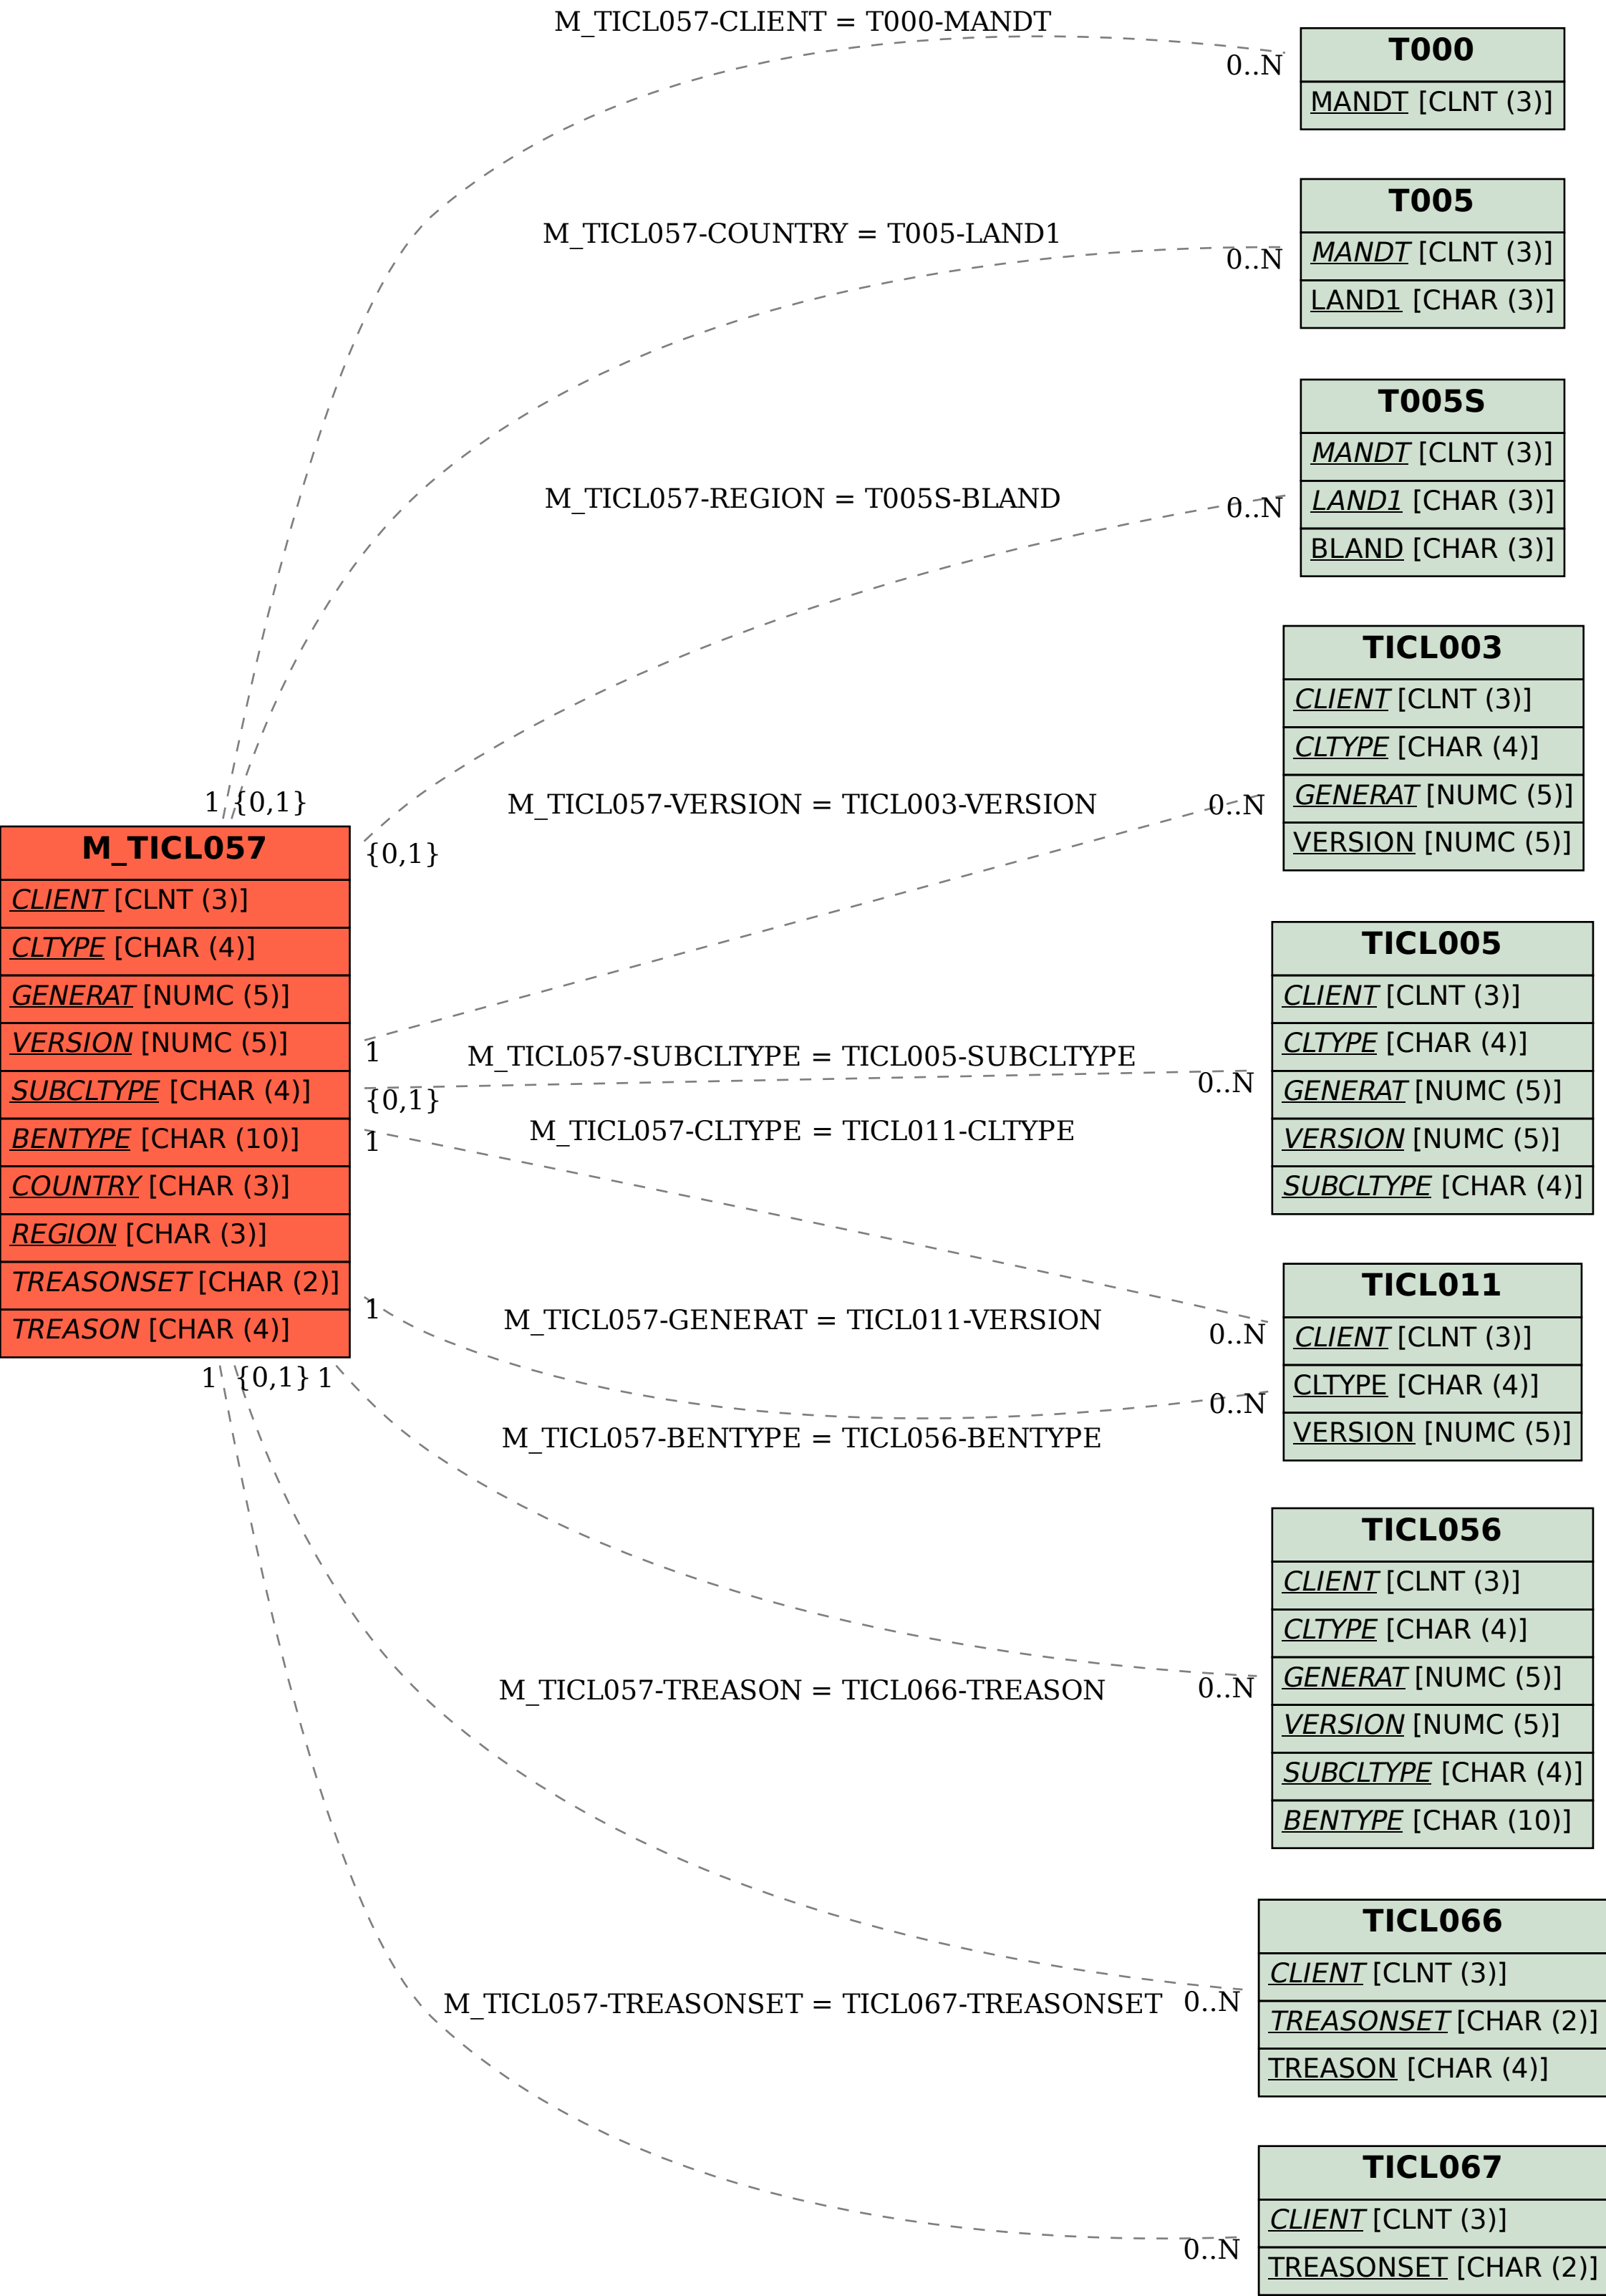 M_TICL057-CLIENT = T000-MANDT
0..N
T000
MANDT [CLNT (3)]
M_TICL057-COUNTRY = T005-LAND1
0..N
T005
MANDT [CLNT (3)]
LAND1 [CHAR (3)]
M_TICL057-REGION = T005S-BLAND
0..N
T005S
MANDT [CLNT (3)]
LAND1 [CHAR (3)]
BLAND [CHAR (3)]
M_TICL057-VERSION = TICL003-VERSION
0..N
TICL003
CLIENT [CLNT (3)]
CLTYPE [CHAR (4)]
GENERAT [NUMC (5)]
VERSION [NUMC (5)]
1 {0,1}
{0,1}
M_TICL057
CLIENT [CLNT (3)]
CLTYPE [CHAR (4)]
GENERAT [NUMC (5)]
VERSION [NUMC (5)]
SUBCLTYPE [CHAR (4)]
BENTYPE [CHAR (10)]
COUNTRY [CHAR (3)]
REGION [CHAR (3)]
TREASONSET [CHAR (2)]
TREASON [CHAR (4)]
1
M_TICL057-SUBCLTYPE = TICL005-SUBCLTYPE
{0,1}
0..N
TICL005
CLIENT [CLNT (3)]
CLTYPE [CHAR (4)]
GENERAT [NUMC (5)]
VERSION [NUMC (5)]
SUBCLTYPE [CHAR (4)]
M_TICL057-CLTYPE = TICL011-CLTYPE
1
0..N
M_TICL057-GENERAT = TICL011-VERSION
1
0..N
TICL011
CLIENT [CLNT (3)]
CLTYPE [CHAR (4)]
VERSION [NUMC (5)]
1 {0,1} 1
M_TICL057-BENTYPE = TICL056-BENTYPE
0..N
TICL056
CLIENT [CLNT (3)]
CLTYPE [CHAR (4)]
GENERAT [NUMC (5)]
VERSION [NUMC (5)]
SUBCLTYPE [CHAR (4)]
BENTYPE [CHAR (10)]
M_TICL057-TREASON = TICL066-TREASON
0..N
TICL066
CLIENT [CLNT (3)]
TREASONSET [CHAR (2)]
TREASON [CHAR (4)]
M_TICL057-TREASONSET = TICL067-TREASONSET
0..N
TICL067
CLIENT [CLNT (3)]
TREASONSET [CHAR (2)]